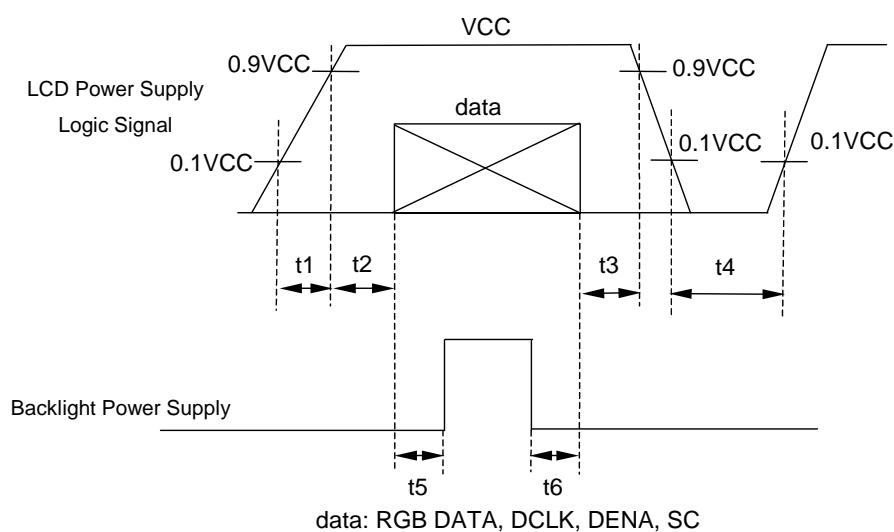 VCC
0.9VCC
0.9VCC
LCD Power Supply
Logic Signal
data
0.1VCC
0.1VCC
0.1VCC
t1
t2
t3
t4
Backlight Power Supply
t5
t6
data: RGB DATA, DCLK, DENA, SC